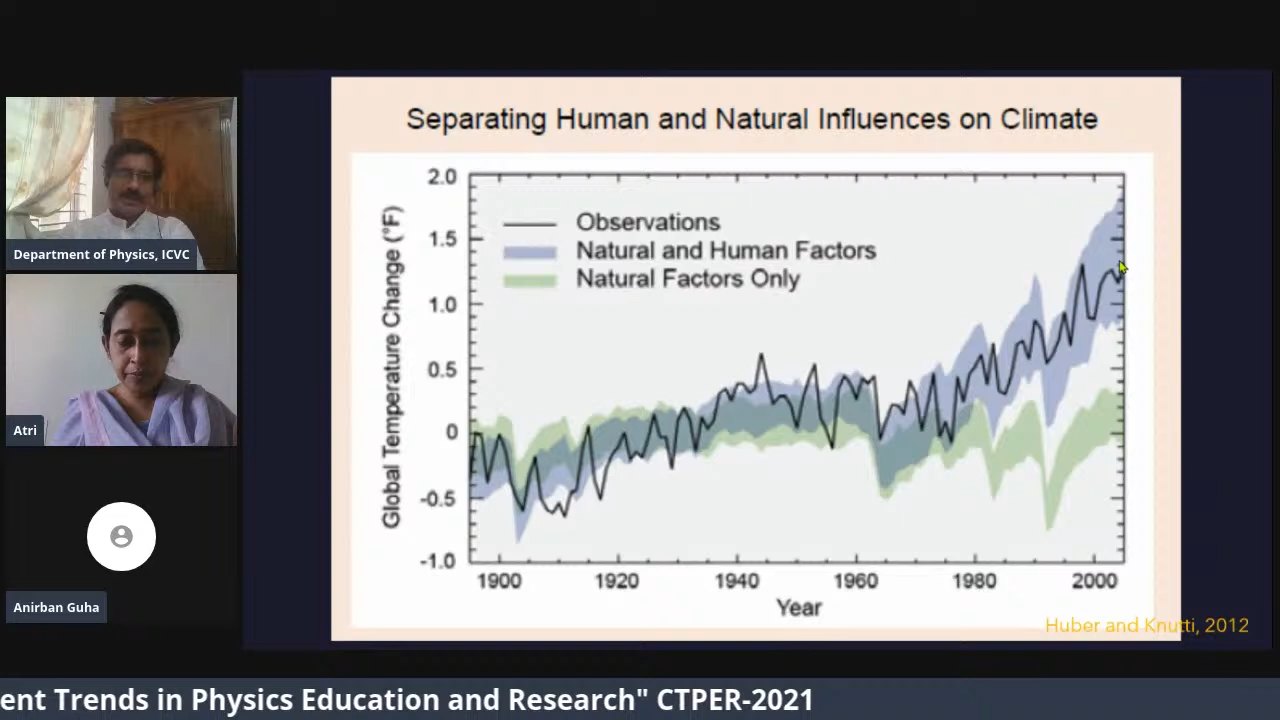 Department of Physics, ICVC
Atri
Anirban Guha
Separating Human and Natural Influences on Climate
Global Temperature Change (°F)
2.0
1.5
1.0
0.5
0
-0.5
-1.0
Observations
Natural and Human Factors
Natural Factors Only
1900 1920 1940 1960 1980 2000
Year
Huber and Knutti, 2012
ent Trends in Physics Education and Research" CTPER-2021